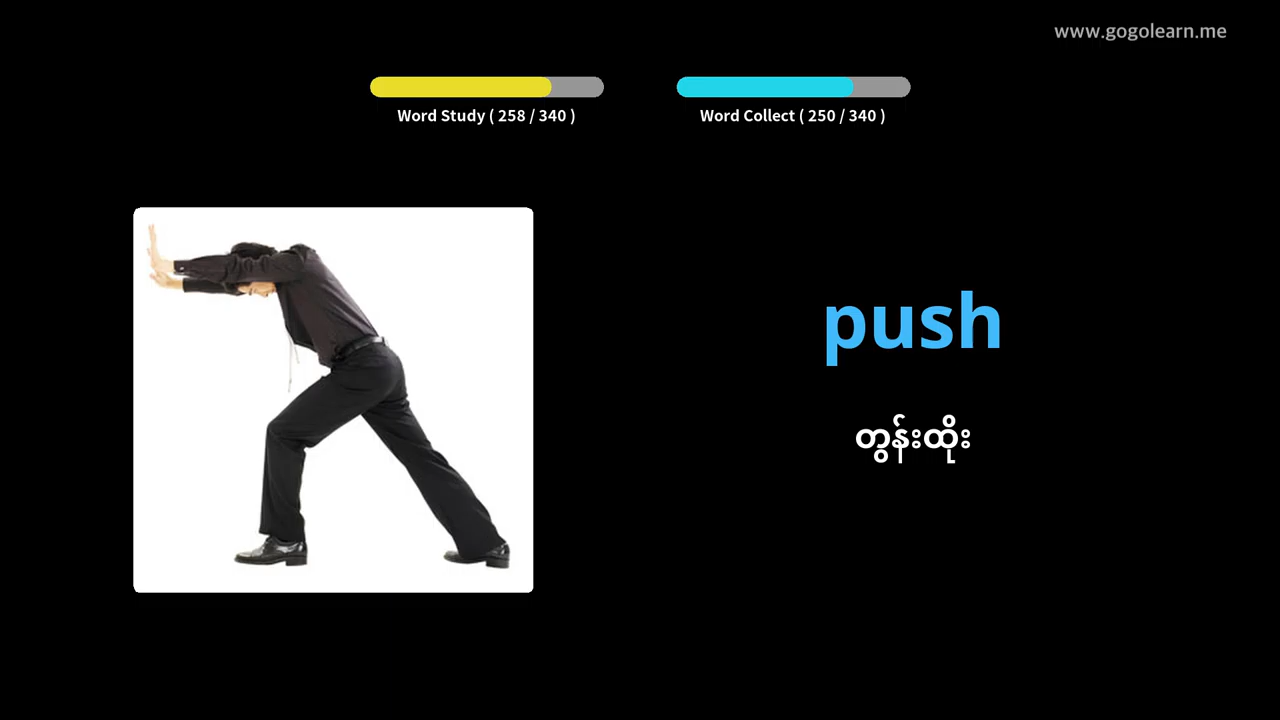 www.gogolearn.me
Word Study ( 258 / 340 )
Word Collect ( 250 / 340 )
push
တွန်းထိုး